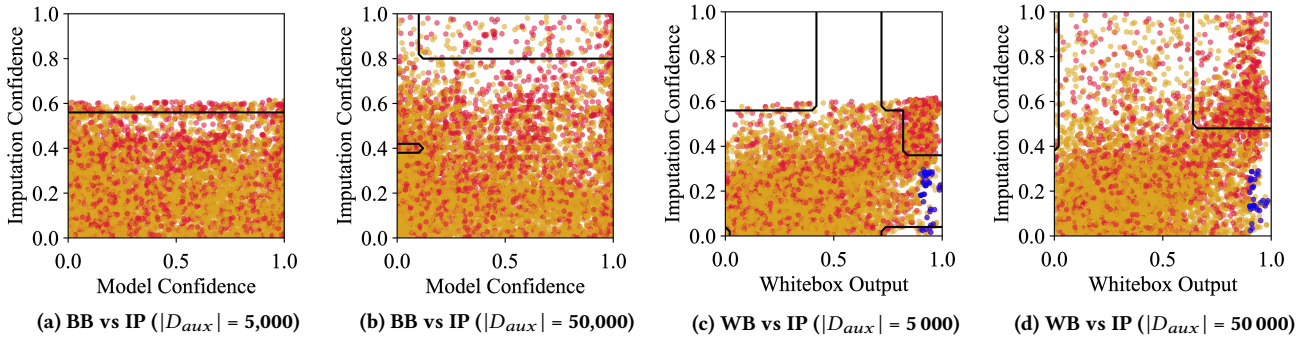 Imputation Confidence
1.0
0.8
0.6
0.4
0.2
0.0
0.0 0.5 1.0
Model Confidence
(a) BB vs IP (|D_aux| = 5,000)
Imputation Confidence
1.0
0.8
0.6
0.4
0.2
0.0
0.0 0.5 1.0
Model Confidence
(b) BB vs IP (|D_aux| = 50,000)
Imputation Confidence
1.0
0.8
0.6
0.4
0.2
0.0
0.0 0.5 1.0
Whitebox Output
(c) WB vs IP (|D_aux| = 5 000)
Imputation Confidence
1.0
0.8
0.6
0.4
0.2
0.0
0.0 0.5 1.0
Whitebox Output
(d) WB vs IP (|D_aux| = 50 000)